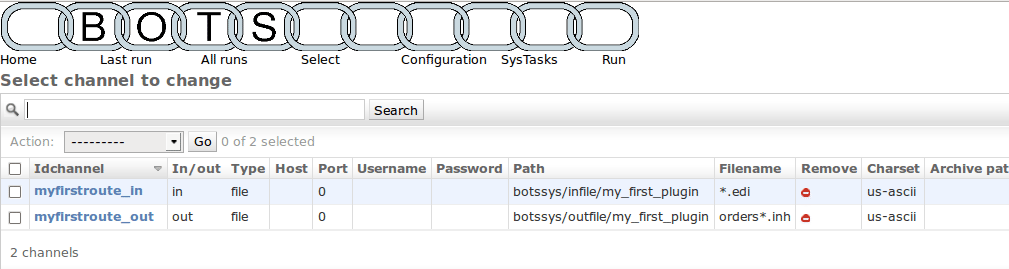 BOTS
Home Last run All runs Select Configuration SysTasks Run
Select channel to change
Search
Action: --------- Go 0 of 2 selected
Idchannel In/out Type Host Port Username Password Path Filename Remove Charset Archive pat
myfirstroute_in in file 0 botssys/infile/my_first_plugin *.edi us-ascii
myfirstroute_out out file 0 botssys/outfile/my_first_plugin orders*.inh us-ascii
2 channels